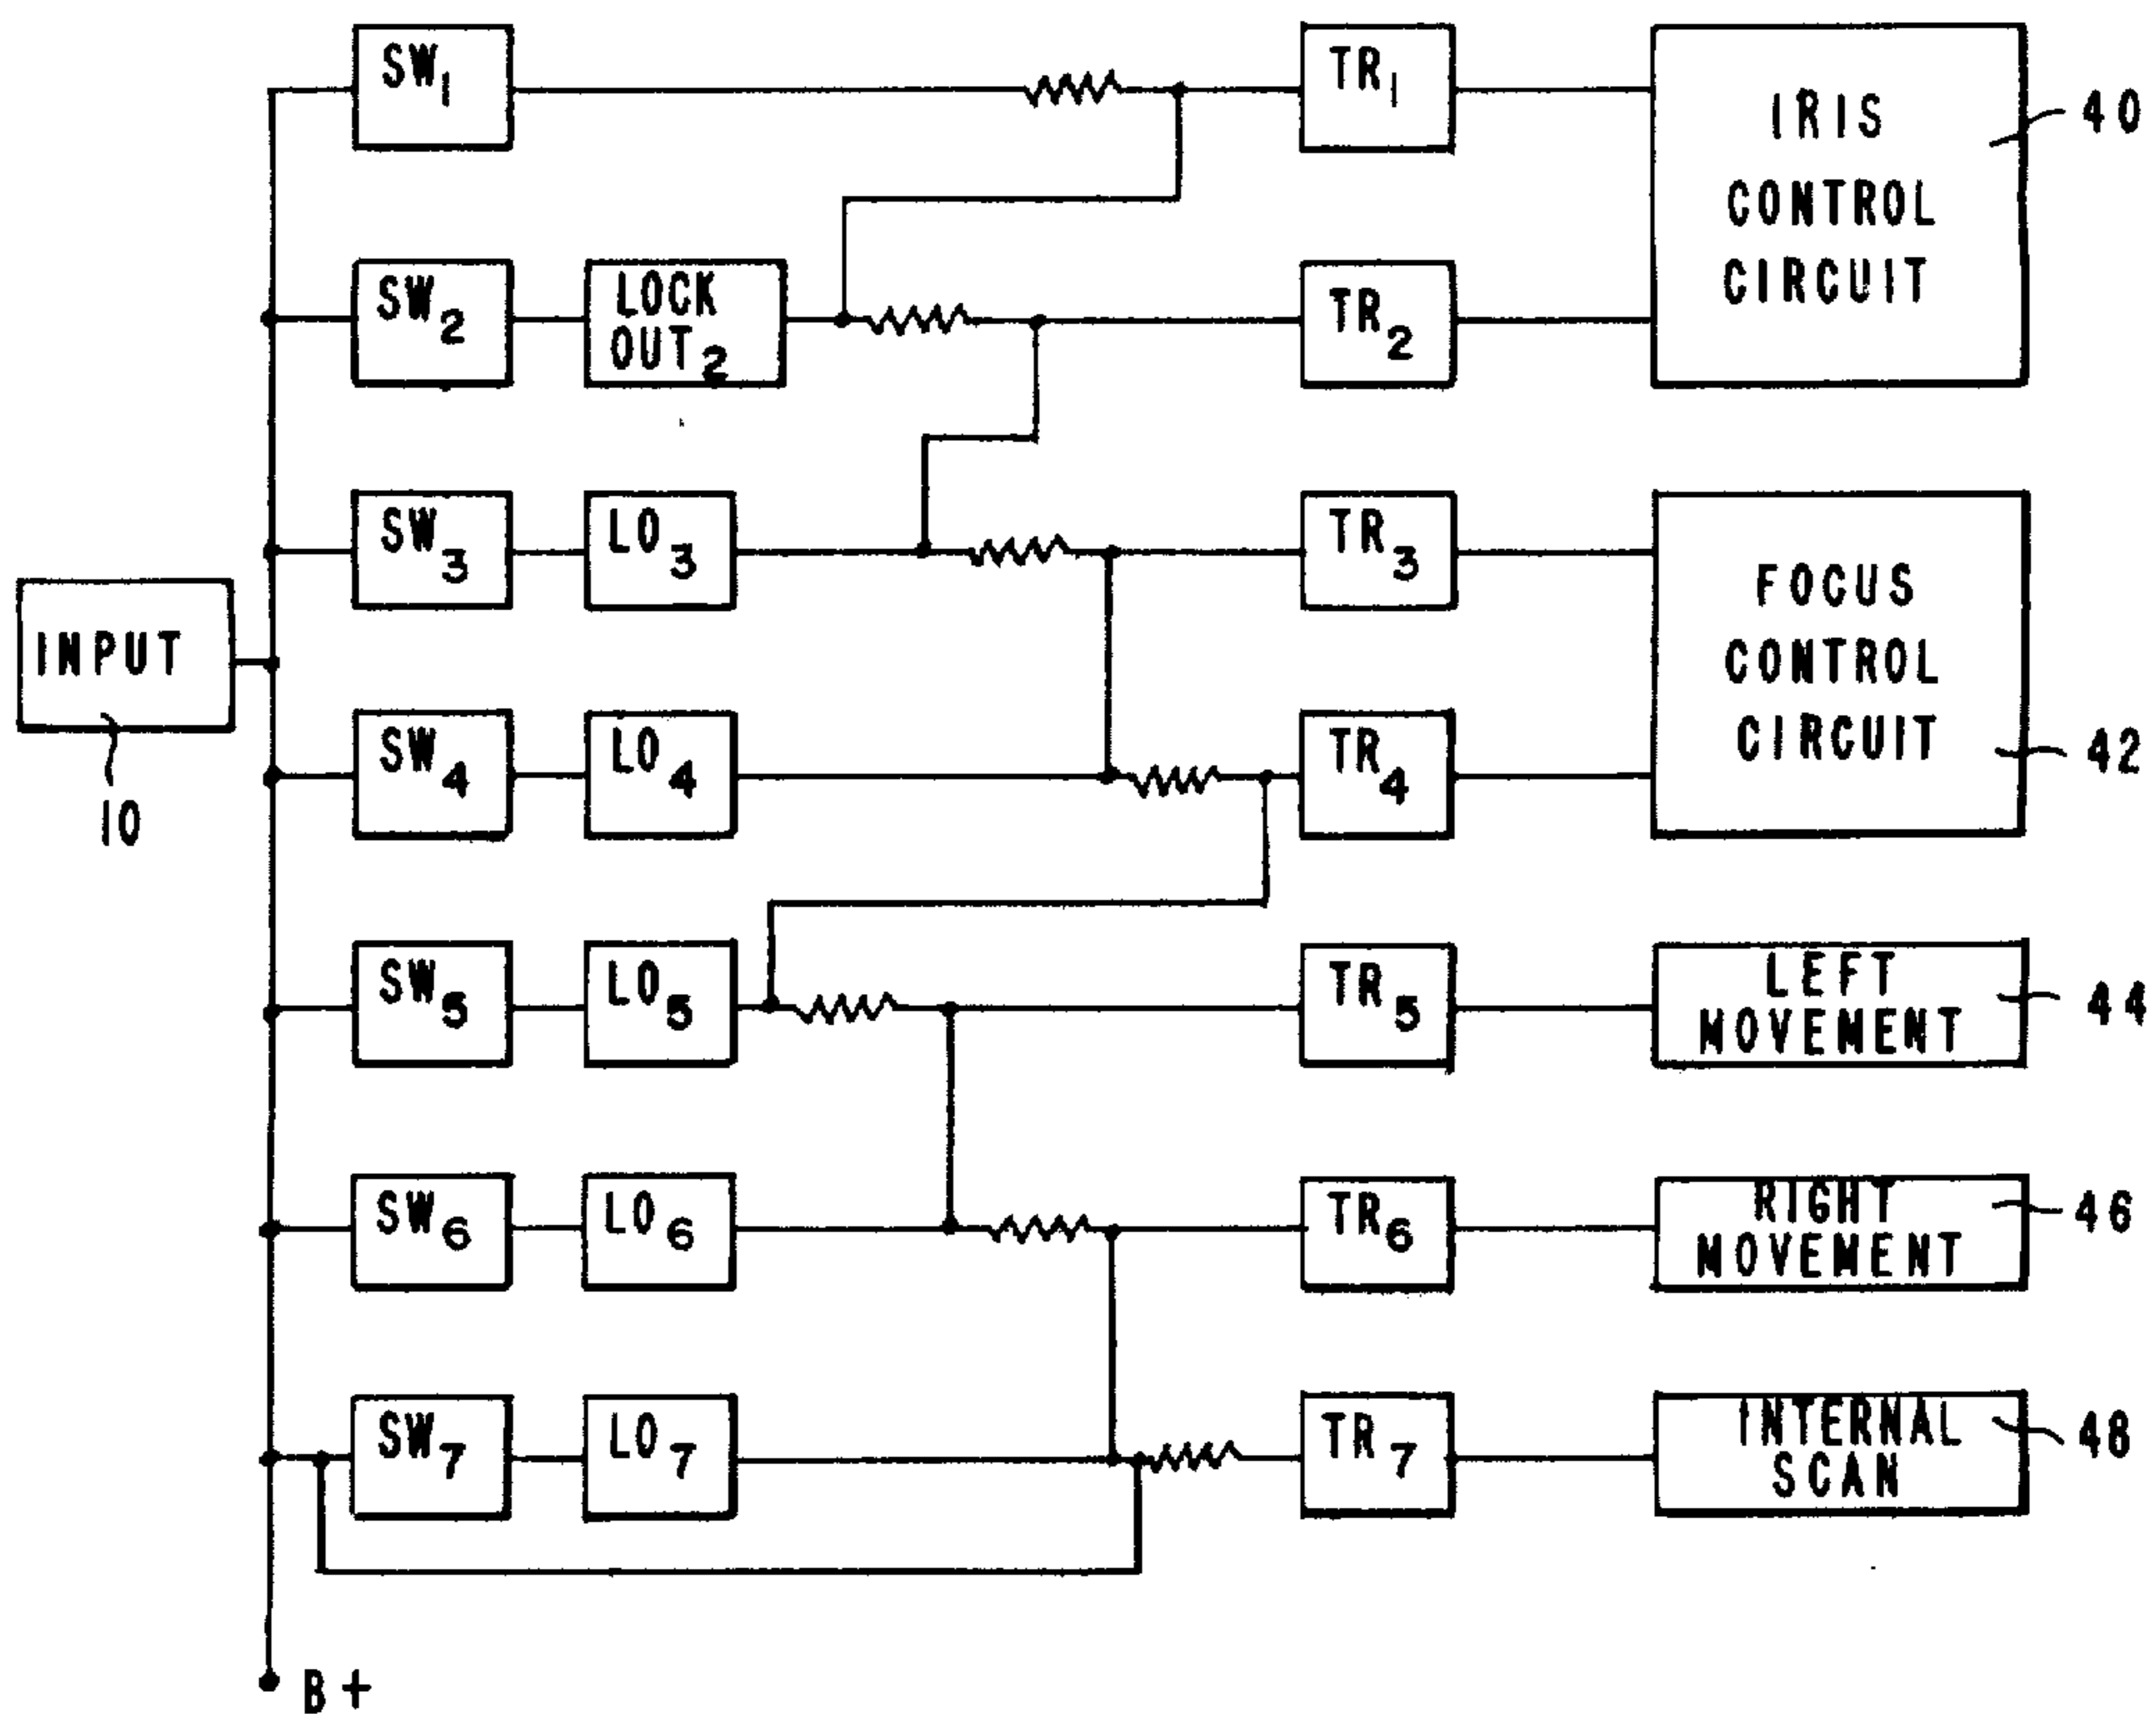 SW1
TR1
IRIS
CONTROL
CIRCUIT
40
SW2
LOCK
OUT2
TR2
SW3
LO3
TR3
FOCUS
CONTROL
CIRCUIT
42
INPUT
10
SW4
LO4
TR4
SW5
LO5
TR5
LEFT
MOVEMENT
44
SW6
LO6
TR6
RIGHT
MOVEMENT
46
SW7
LO7
TR7
INTERNAL
SCAN
48
B+